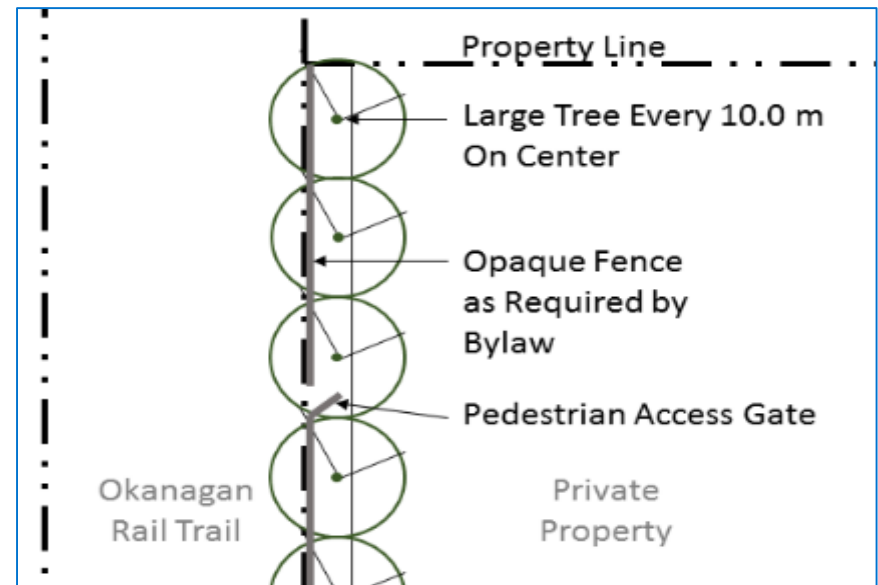 Property Line
Large Tree Every 10.0 m
On Center
Opaque Fence
as Required by
Bylaw
Pedestrian Access Gate
Okanagan
Rail Trail
Private
Property